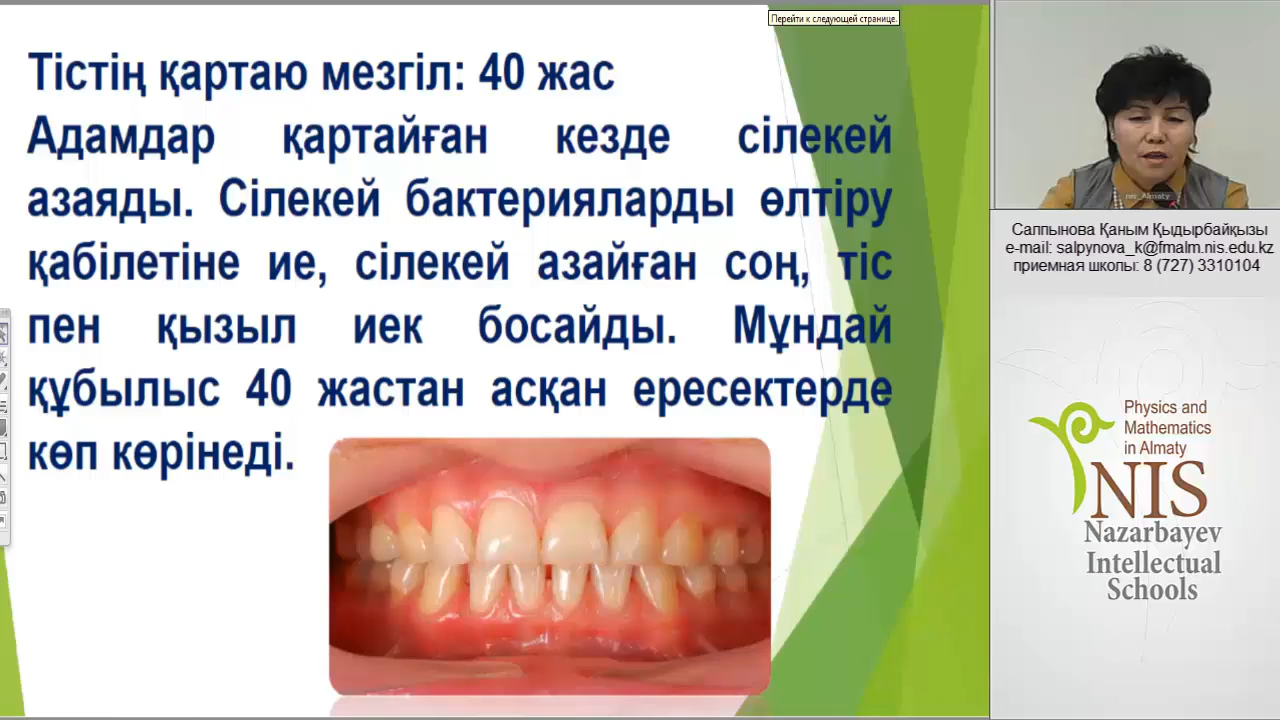 Перейти к следующей странице.
Тістің қартаю мезгіл: 40 жас
Адамдар қартайған кезде сілекей
азаяды. Сілекей бактерияларды өлтіру
қабілетіне ие, сілекей азайған соң, тіс
пен қызыл иек босайды. Мұндай
құбылыс 40 жастан асқан ересектерде
көп көрінеді.
nis_Almaty
Салпынова Қаным Қыдырбайқызы
e-mail: salpynova_k@fmalm.nis.edu.kz
приемная школы: 8 (727) 3310104
Physics and
Mathematics
in Almaty
NIS
Nazarbayev
Intellectual
Schools